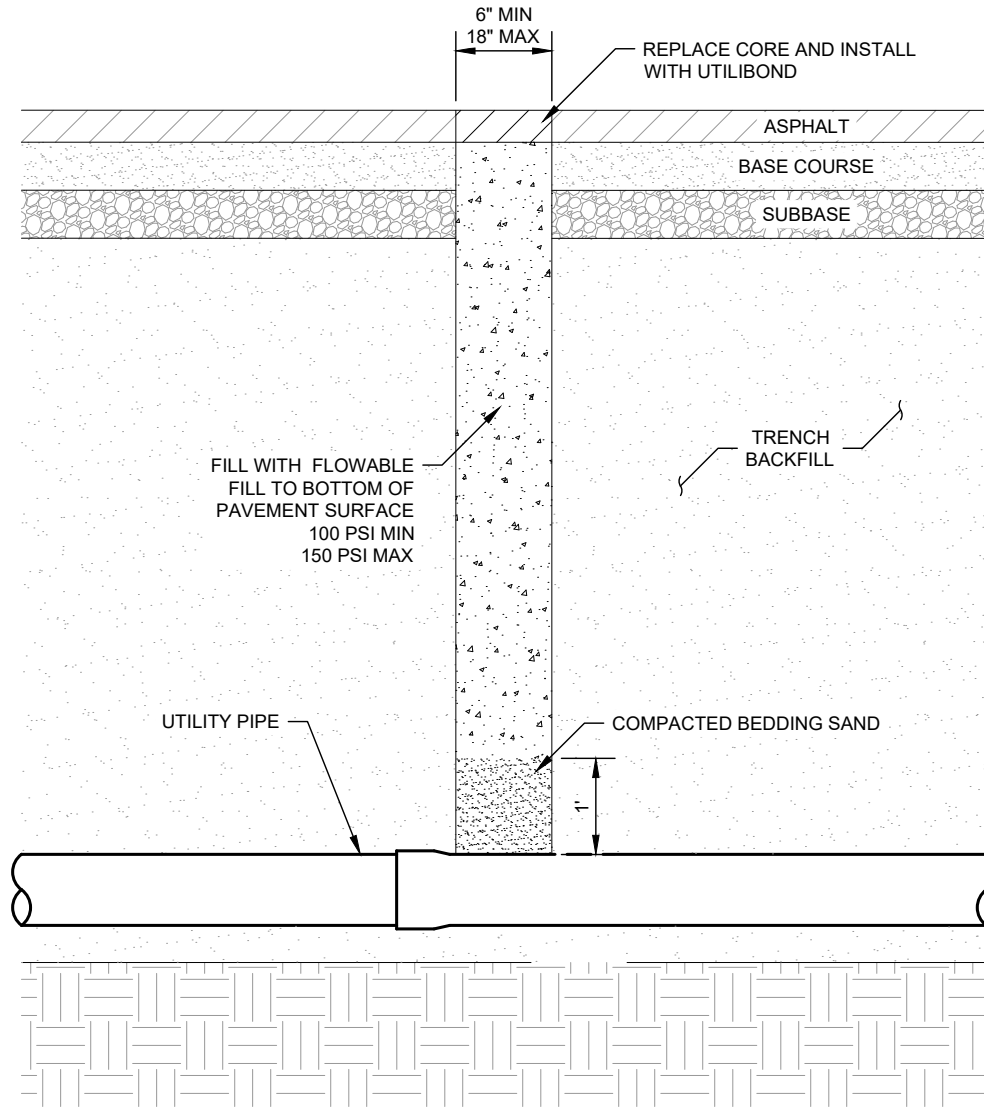 6" MIN
18" MAX
REPLACE CORE AND INSTALL
WITH UTILIBOND
ASPHALT
BASE COURSE
SUBBASE
TRENCH
BACKFILL
FILL WITH FLOWABLE
FILL TO BOTTOM OF
PAVEMENT SURFACE
100 PSI MIN
150 PSI MAX
UTILITY PIPE
COMPACTED BEDDING SAND
1'